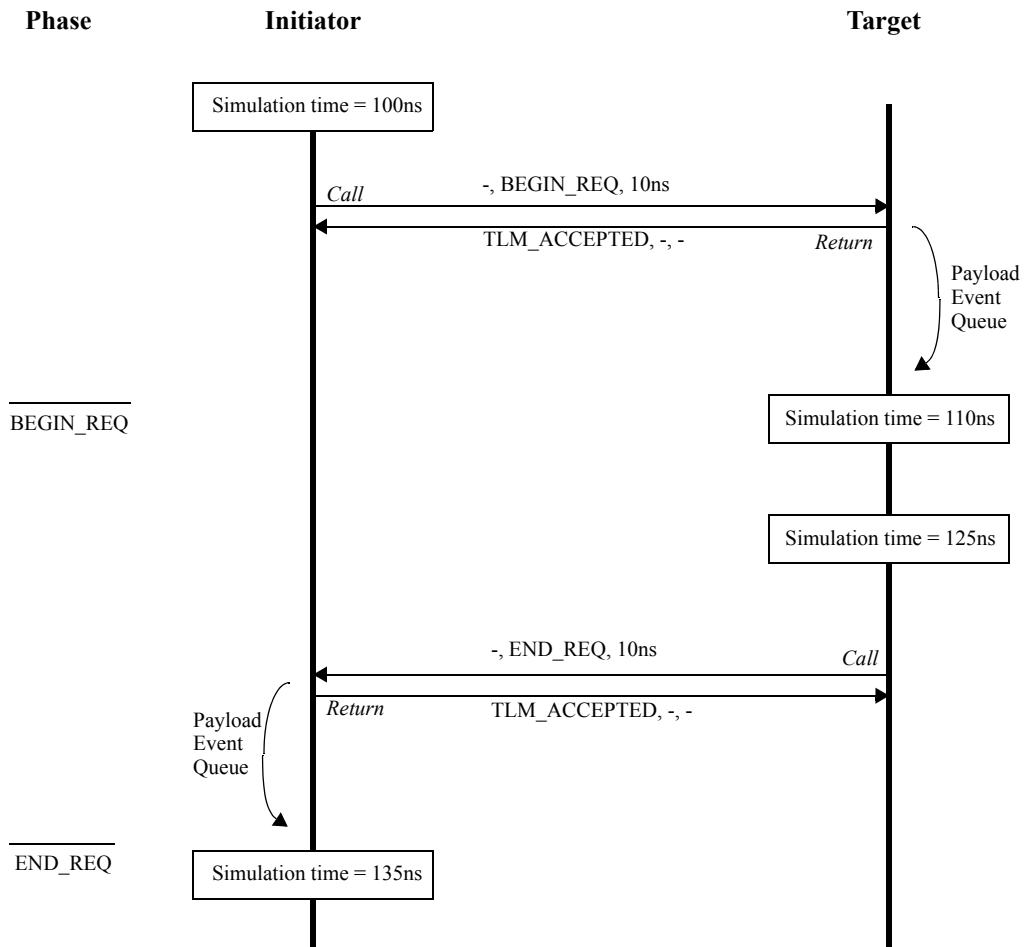 Phase Initiator Target
Simulation time = 100ns
Call -, BEGIN_REQ, 10ns
TLM_ACCEPTED, -, - Return
Payload
Event
Queue
BEGIN_REQ
Simulation time = 110ns
Simulation time = 125ns
-, END_REQ, 10ns Call
Return TLM_ACCEPTED, -, -
Payload
Event
Queue
END_REQ
Simulation time = 135ns